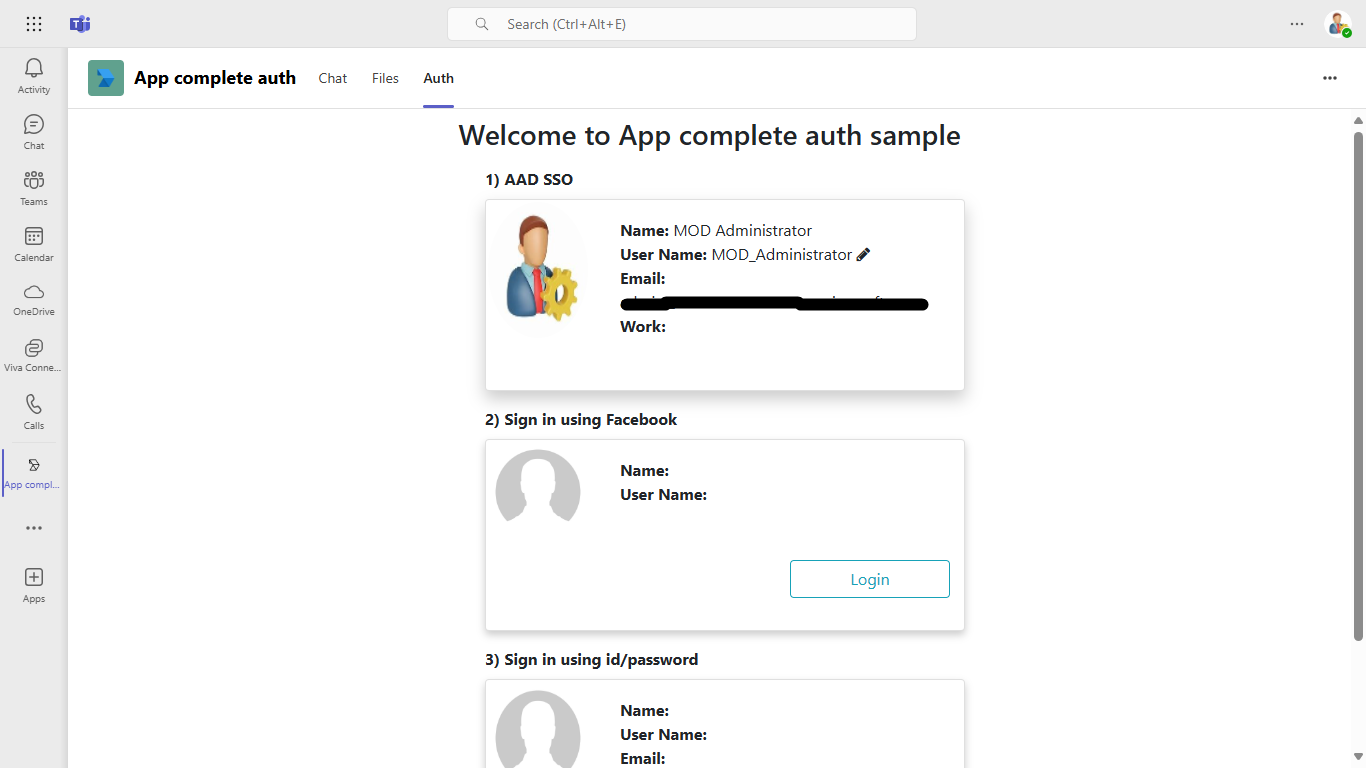 Search (Ctrl+Alt+E)
Activity
Chat
Teams
Calendar
OneDrive
Viva Conne...
Calls
App compl...
Apps
App complete auth
Chat
Files
Auth
Welcome to App complete auth sample
1) AAD SSO
Name: MOD Administrator
User Name: MOD_Administrator
Email:
Work:
2) Sign in using Facebook
Name:
User Name:
Login
3) Sign in using id/password
Name:
User Name:
Email: